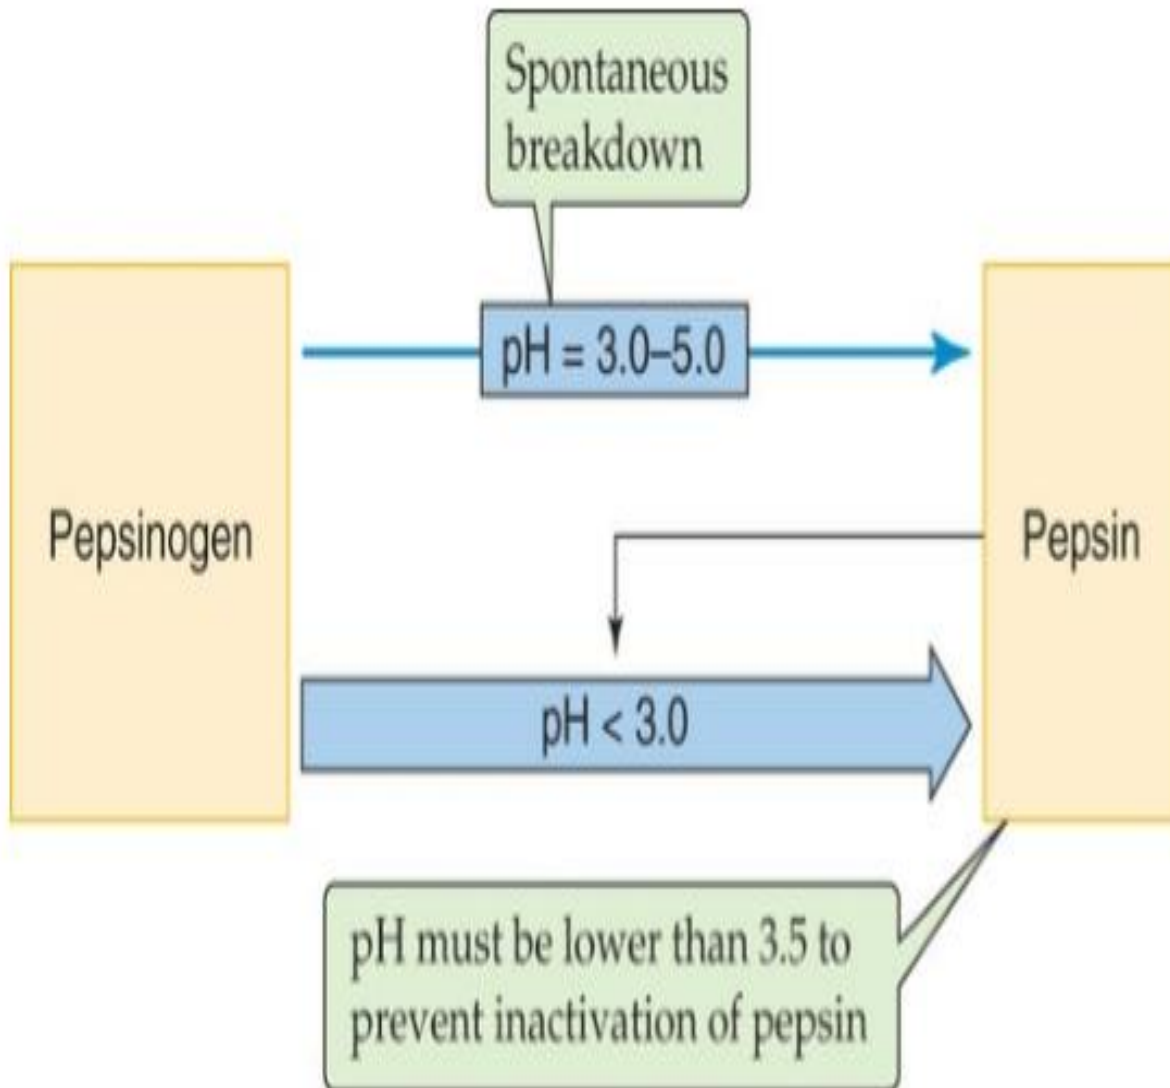 Spontaneous
breakdown
pH = 3.0–5.0
Pepsinogen
Pepsin
pH < 3.0
pH must be lower than 3.5 to
prevent inactivation of pepsin